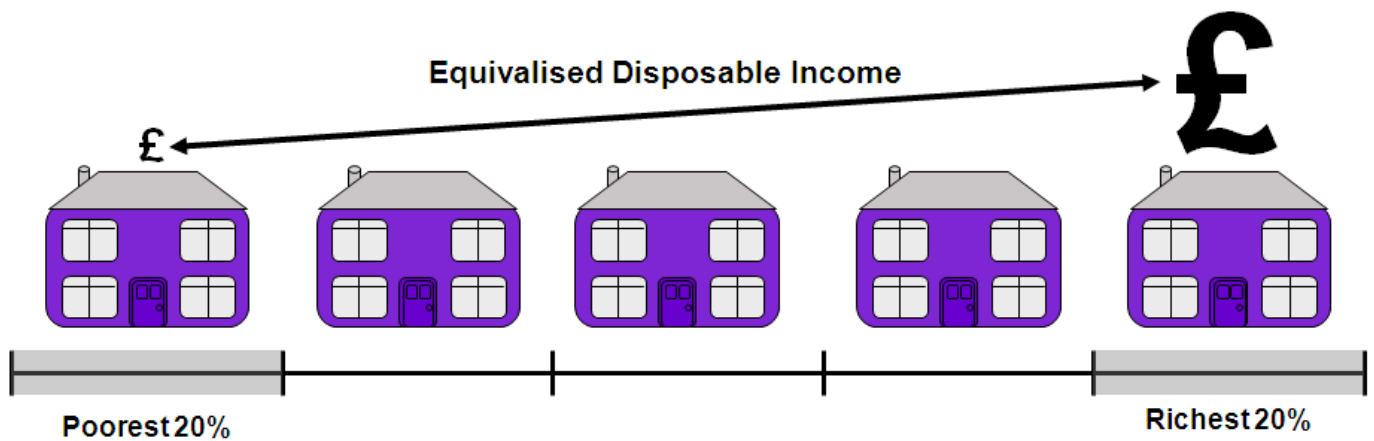 Equivalised Disposable Income
£
£
Poorest 20%
Richest 20%